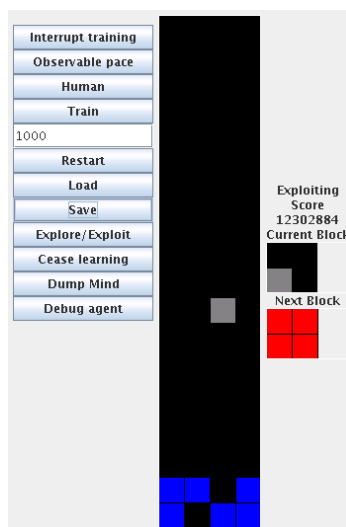 Interrupt training
Observable pace
Human
Train
1000
Restart
Load
Save
Explore/Exploit
Cease learning
Dump Mind
Debug agent
Exploiting
Score
12302884
Current Block
Next Block